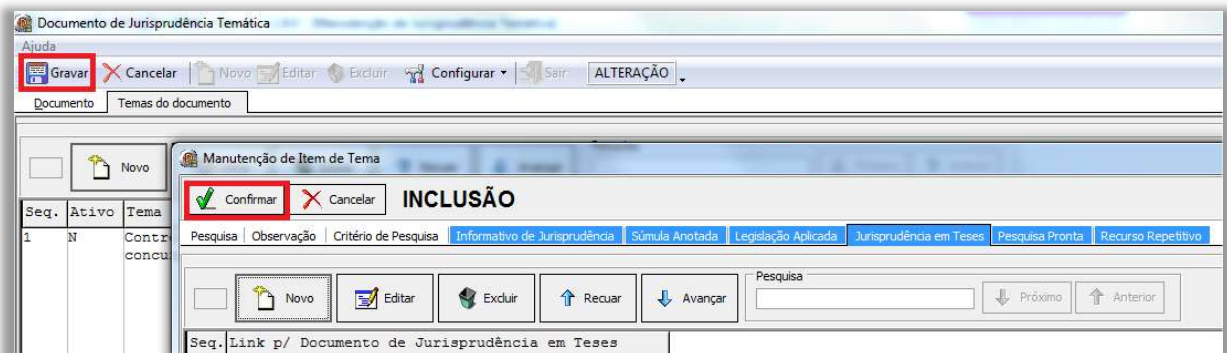 Documento de Jurisprudência Temática
Ajuda
Gravar Cancelar Novo Editar Excluir Configurar Sair ALTERAÇÃO
Documento Temas do documento
Novo
Manutenção de Item de Tema
Confirmar Cancelar INCLUSÃO
Seq. Ativo Tema
Pesquisa Observação Critério de Pesquisa Informativo de Jurisprudência Súmula Anotada Legislação Aplicada Jurisprudência em Teses Pesquisa Pronta Recurso Repetitivo
1 N Contr
concu
Pesquisa
Novo Editar Excluir Recuar Avançar Próximo Anterior
Seq. Link p/ Documento de Jurisprudência em Teses